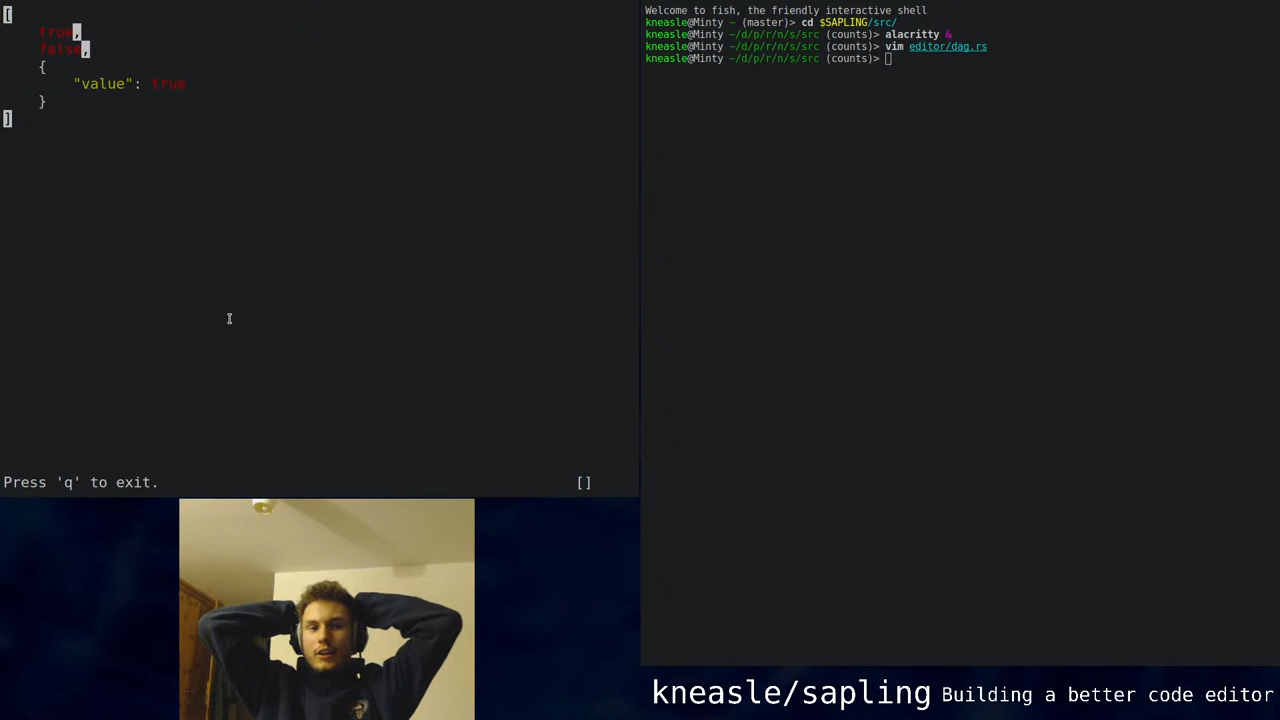 [
    true,
    false,
    {
        "value": true
    }
]
Press 'q' to exit.
[]
Welcome to fish, the friendly interactive shell
kneasle@Minty ~ (master)> cd $SAPLING/src/
kneasle@Minty ~/d/p/r/n/s/src (counts)> alacritty &
kneasle@Minty ~/d/p/r/n/s/src (counts)> vim editor/dag.rs
kneasle@Minty ~/d/p/r/n/s/src (counts)>
kneasle/sapling Building a better code editor